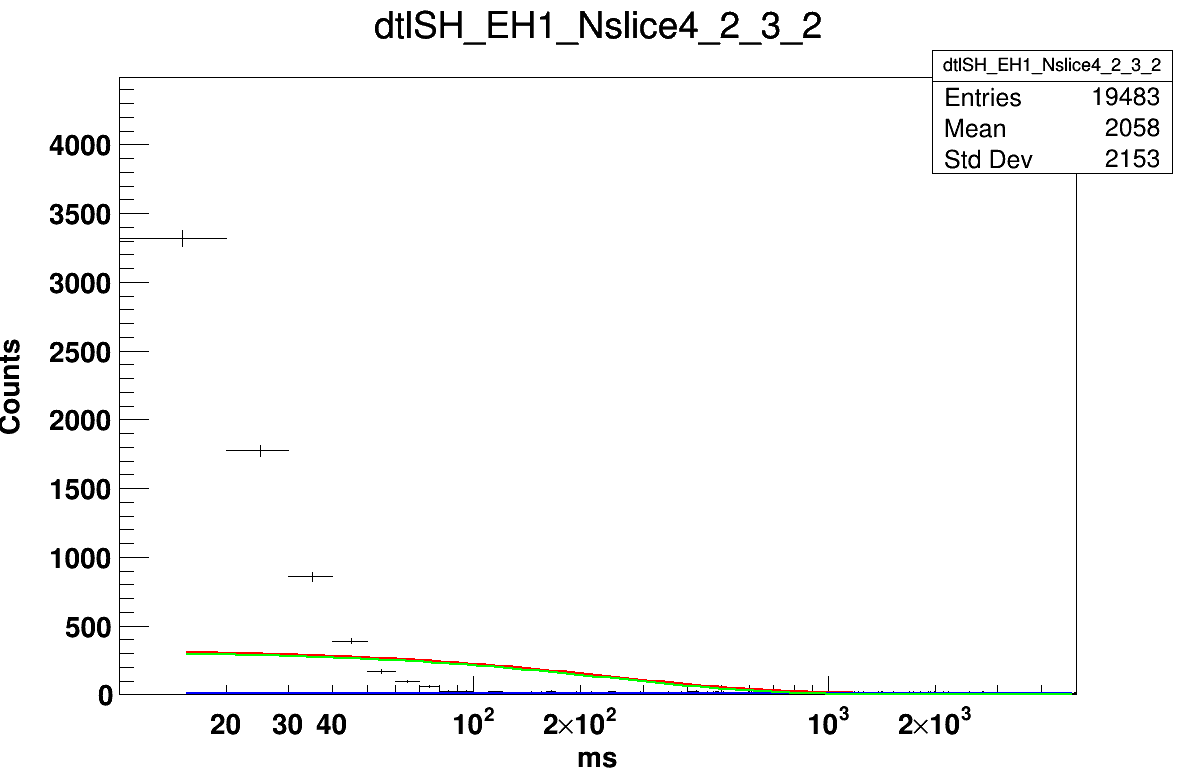 dtlSH_EH1_Nslice4_2_3_2
dtlSH_EH1_Nslice4_2_3_2
Entries 19483
Mean 2058
Std Dev 2153
4000
3500
3000
2500
2000
1500
1000
500
0
Counts
20 30 40 10² 2×10² 10³ 2×10³
ms